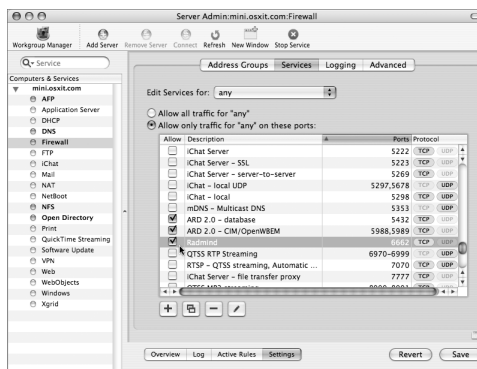 Server Admin:mini.osxit.com:Firewall
Workgroup Manager Add Server Remove Server Connect Refresh New Window Stop Service
Service
Computers & Services
mini.osxit.com
AFP
Application Server
DHCP
DNS
Firewall
FTP
iChat
Mail
NAT
NetBoot
NFS
Open Directory
Print
QuickTime Streaming
Software Update
VPN
Web
WebObjects
Windows
Xgrid
Address Groups Services Logging Advanced
Edit Services for: any
Allow all traffic for "any"
Allow only traffic for "any" on these ports:
Allow Description Ports Protocol
iChat Server 5222 TCP UDP
iChat Server - SSL 5223 TCP UDP
iChat Server - server-to-server 5269 TCP UDP
iChat - local UDP 5297,5678 TCP UDP
iChat - local 5298 TCP UDP
mDNS - Multicast DNS 5353 TCP UDP
ARD 2.0 - database 5432 TCP UDP
ARD 2.0 - CIM/OpenWBEM 5988,5989 TCP UDP
Radmind 6662 TCP UDP
QTSS RTP Streaming 6970-6999 TCP UDP
RTSP - QTSS streaming, Automatic ... 7070 TCP UDP
iChat Server - file transfer proxy 7777 TCP UDP
QTSS MP3 streaming 8000-8001 TCP UDP
Overview Log Active Rules Settings
Revert Save